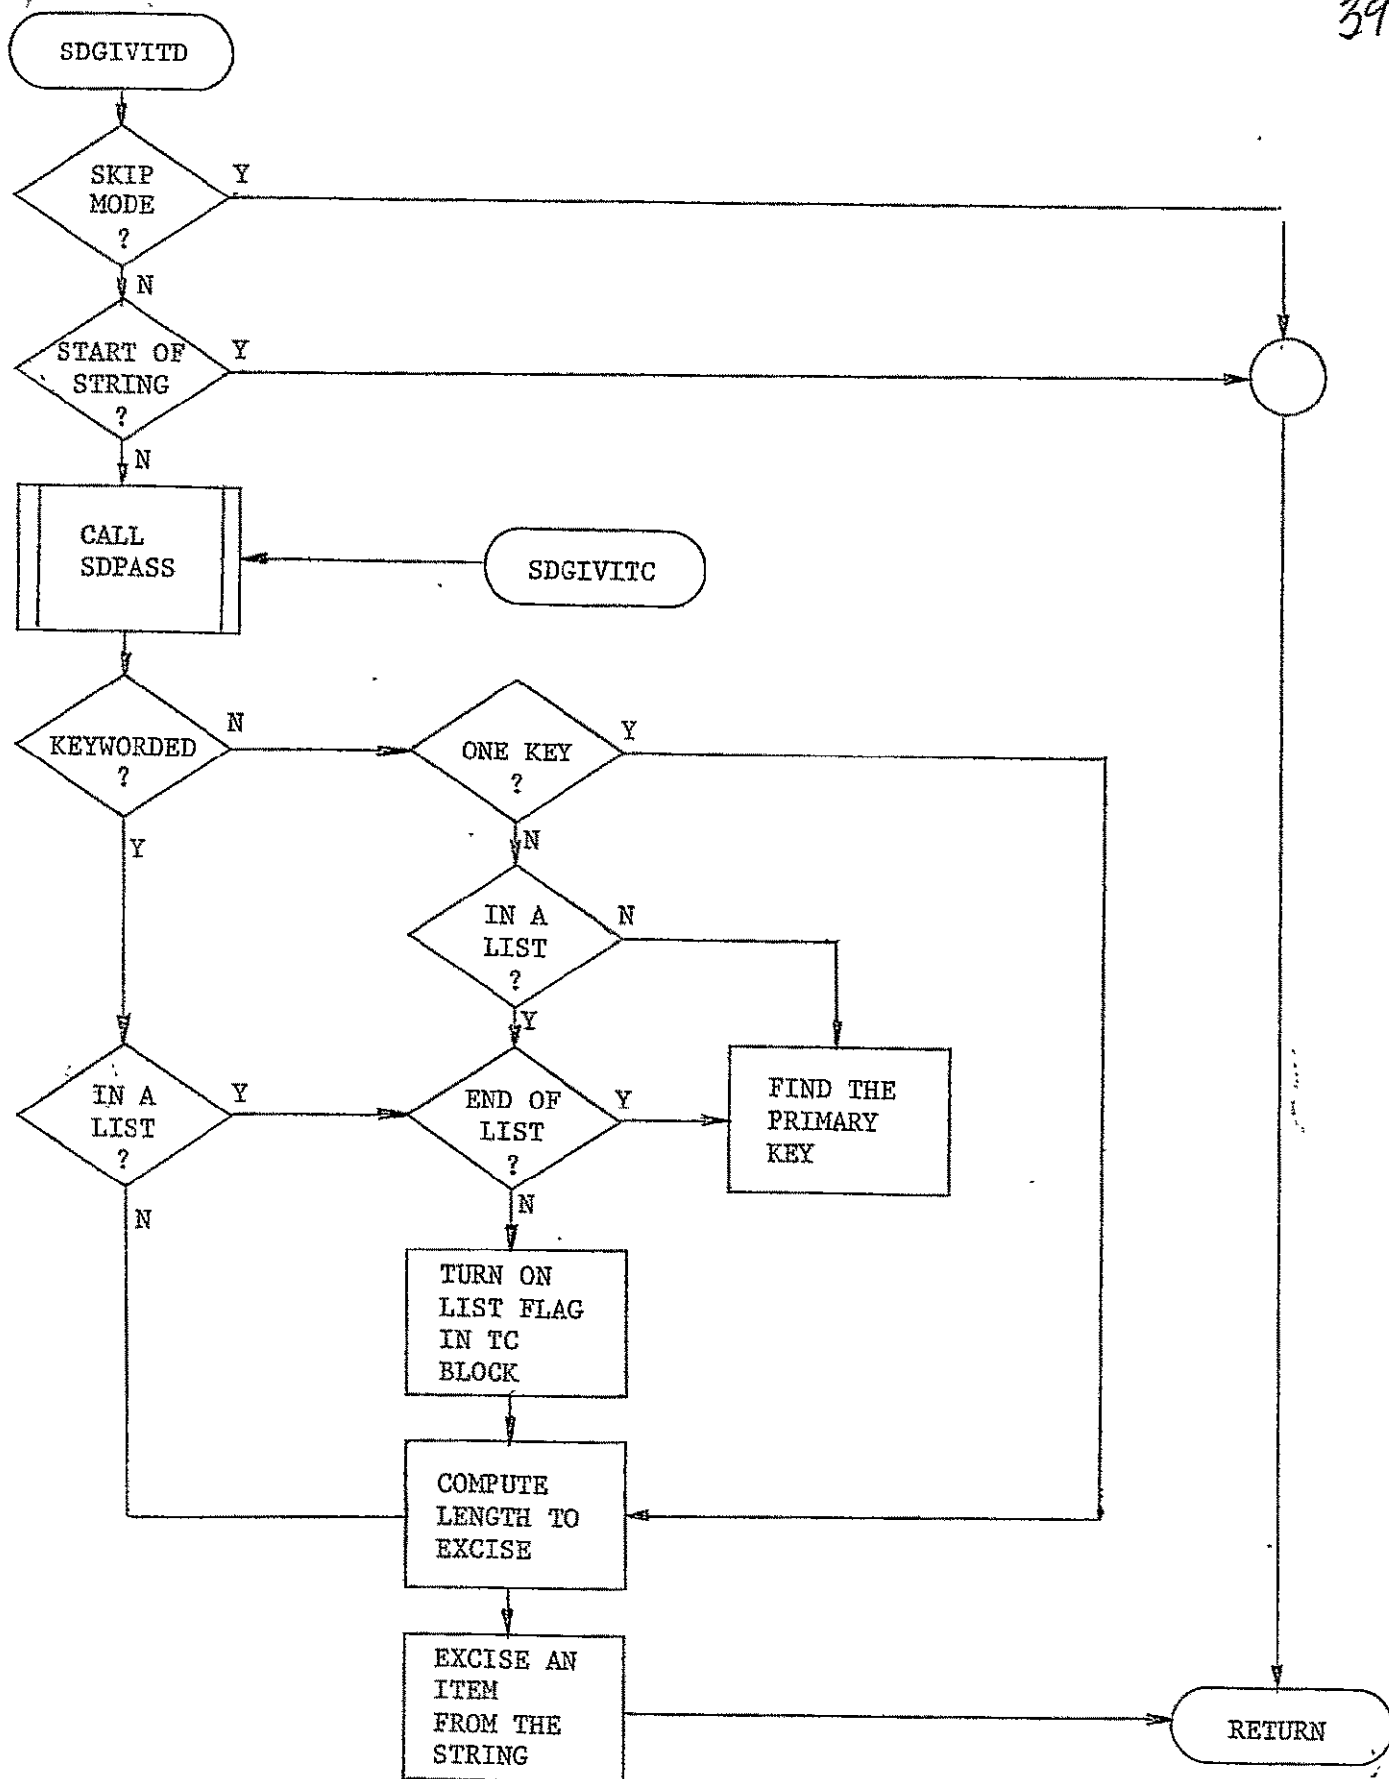 39
SDGIVITD
SKIP
MODE
?
Y
N
START OF
STRING
?
Y
N
CALL
SDPASS
SDGIVITC
KEYWORDED
?
N
Y
ONE KEY
?
Y
N
IN A
LIST
?
N
Y
IN A
LIST
?
Y
N
END OF
LIST
?
Y
N
FIND THE
PRIMARY
KEY
TURN ON
LIST FLAG
IN TC
BLOCK
COMPUTE
LENGTH TO
EXCISE
EXCISE AN
ITEM
FROM THE
STRING
RETURN